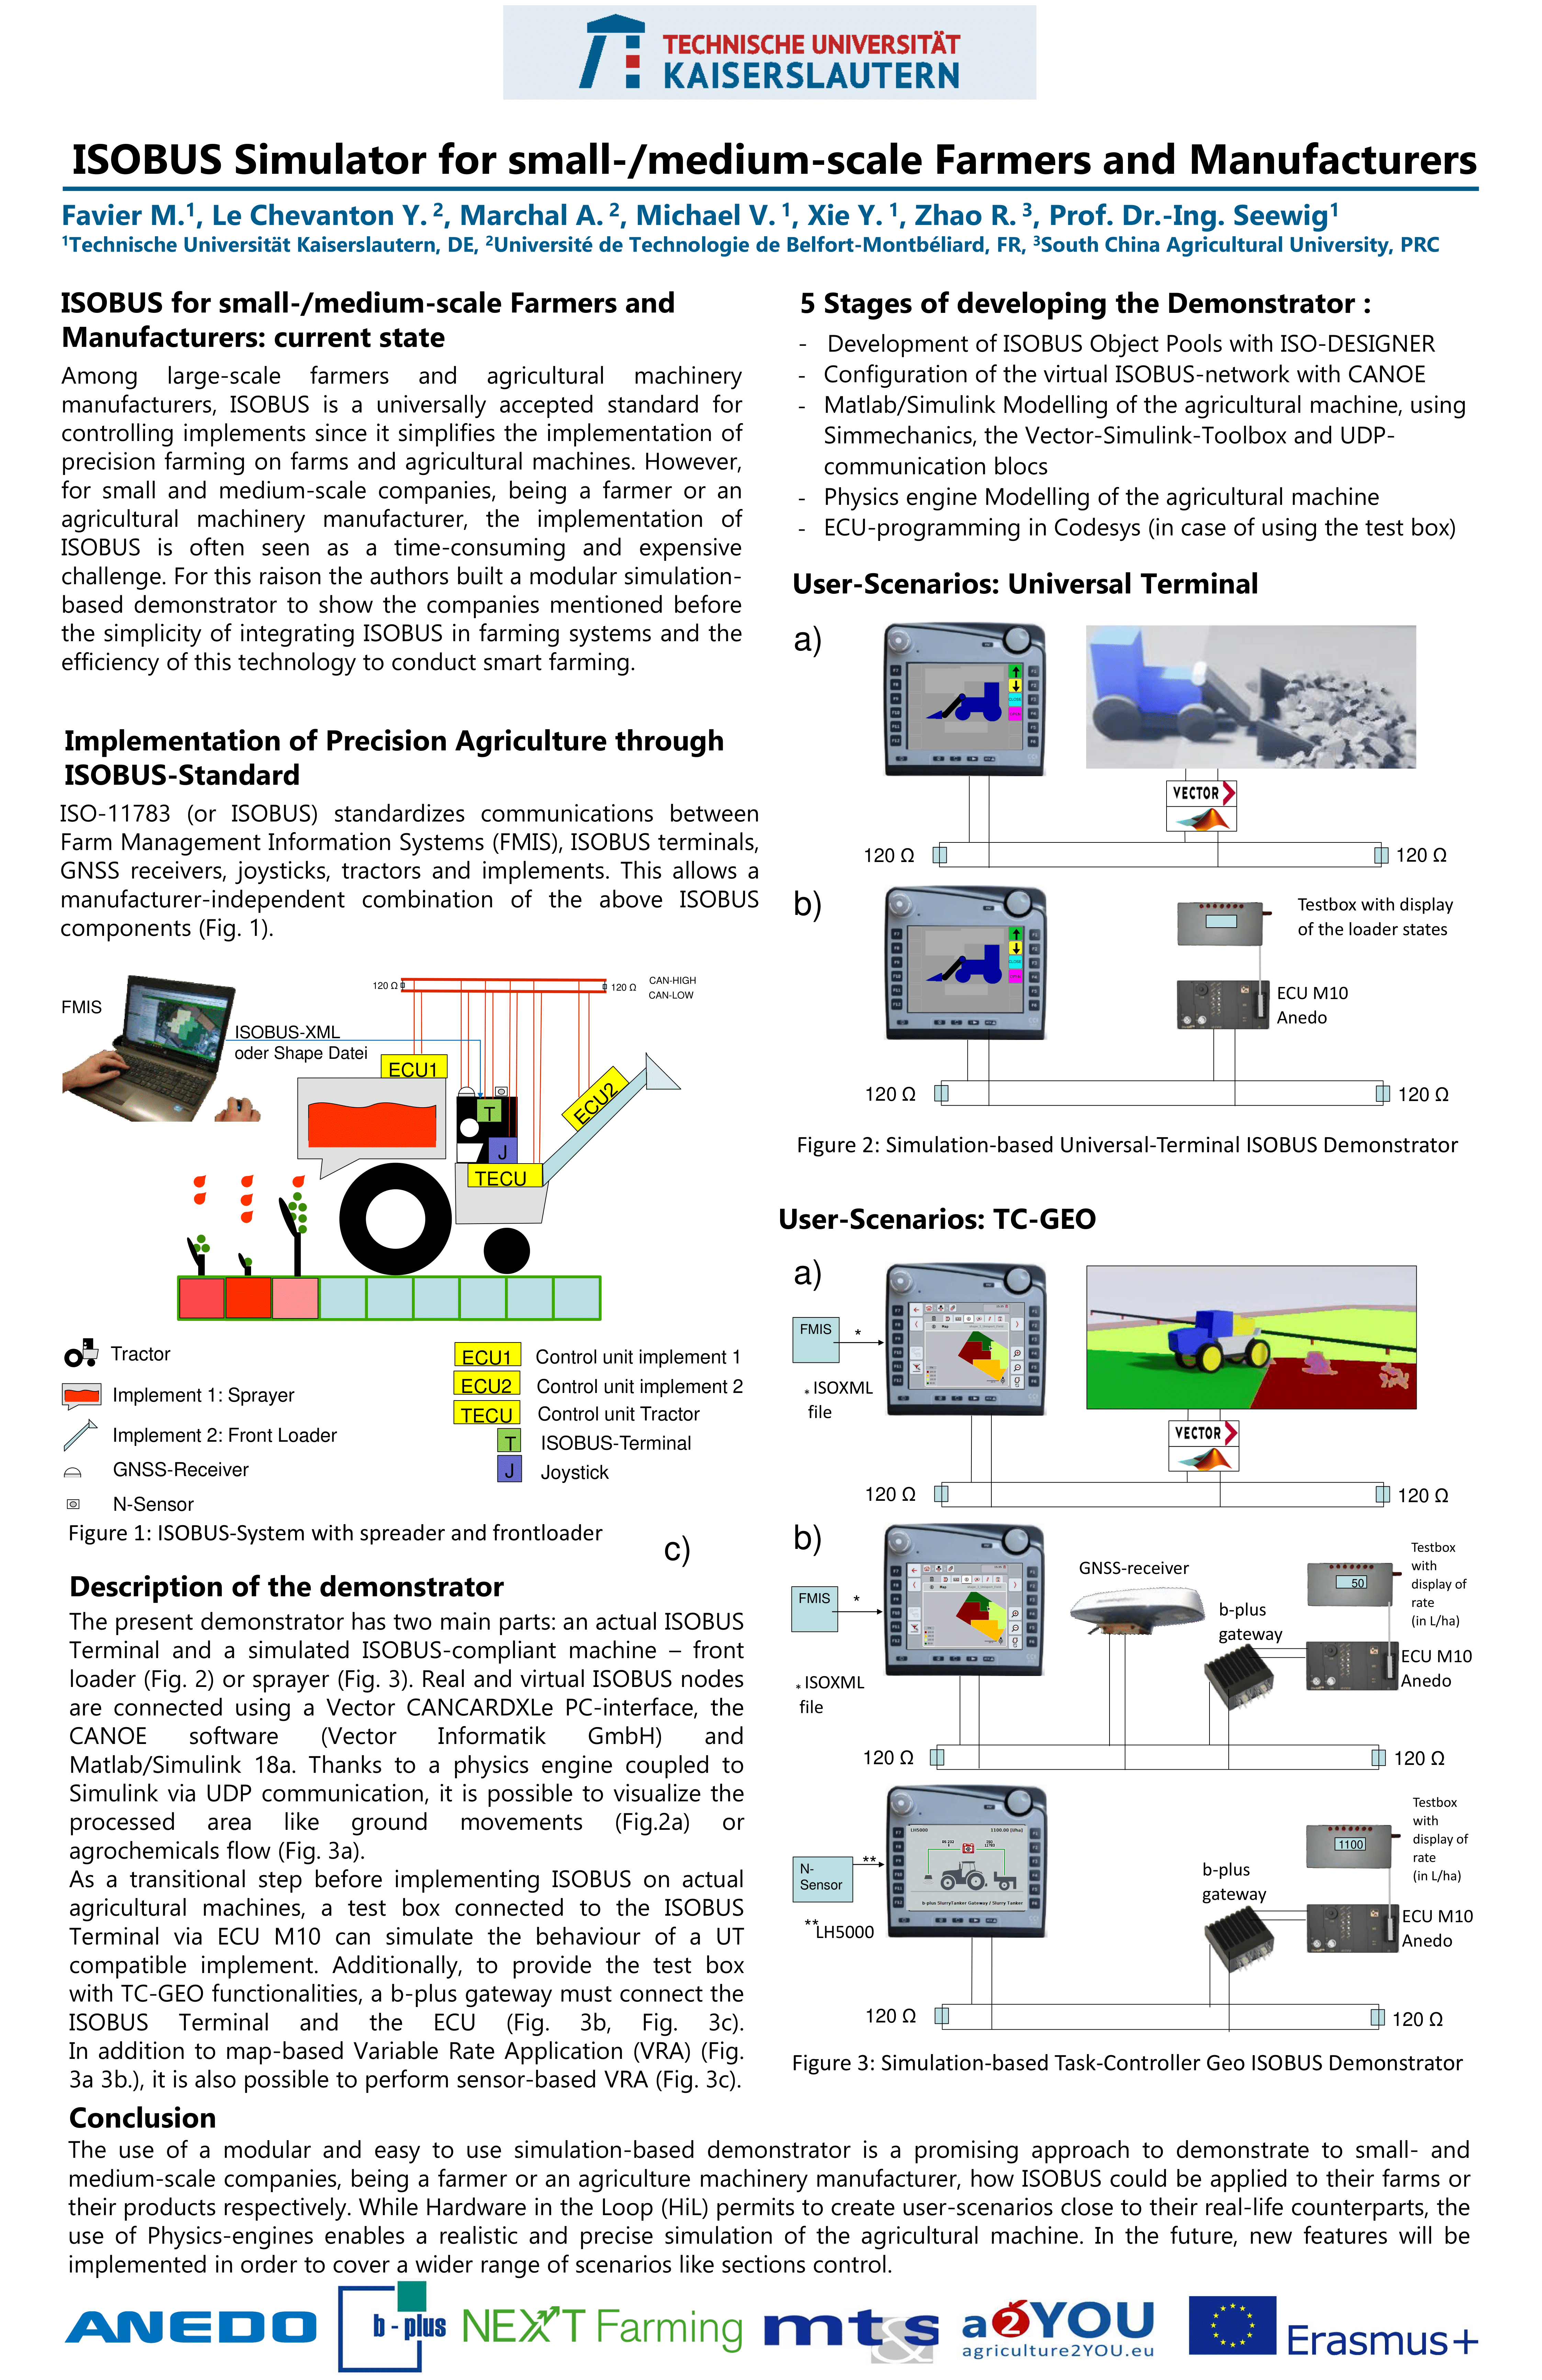 TECHNISCHE UNIVERSITÄT
KAISERSLAUTERN
ISOBUS Simulator for small-/medium-scale Farmers and Manufacturers
Favier M.¹, Le Chevanton Y. ², Marchal A. ², Michael V. ¹, Xie Y. ¹, Zhao R. ³, Prof. Dr.-Ing. Seewig¹
¹Technische Universität Kaiserslautern, DE, ²Université de Technologie de Belfort-Montbéliard, FR, ³South China Agricultural University, PRC
ISOBUS for small-/medium-scale Farmers and
Manufacturers: current state
Among large-scale farmers and agricultural machinery
manufacturers, ISOBUS is a universally accepted standard for
controlling implements since it simplifies the implementation of
precision farming on farms and agricultural machines. However,
for small and medium-scale companies, being a farmer or an
agricultural machinery manufacturer, the implementation of
ISOBUS is often seen as a time-consuming and expensive
challenge. For this raison the authors built a modular simulation-
based demonstrator to show the companies mentioned before
the simplicity of integrating ISOBUS in farming systems and the
efficiency of this technology to conduct smart farming.
Implementation of Precision Agriculture through
ISOBUS-Standard
ISO-11783 (or ISOBUS) standardizes communications between
Farm Management Information Systems (FMIS), ISOBUS terminals,
GNSS receivers, joysticks, tractors and implements. This allows a
manufacturer-independent combination of the above ISOBUS
components (Fig. 1).
FMIS
ISOBUS-XML
oder Shape Datei
120 Ω
120 Ω
CAN-HIGH
CAN-LOW
ECU1
ECU2
T
J
TECU
Tractor
Implement 1: Sprayer
Implement 2: Front Loader
GNSS-Receiver
N-Sensor
ECU1 Control unit implement 1
ECU2 Control unit implement 2
TECU Control unit Tractor
T ISOBUS-Terminal
J Joystick
Figure 1: ISOBUS-System with spreader and frontloader
c)
Description of the demonstrator
The present demonstrator has two main parts: an actual ISOBUS
Terminal and a simulated ISOBUS-compliant machine – front
loader (Fig. 2) or sprayer (Fig. 3). Real and virtual ISOBUS nodes
are connected using a Vector CANCARDXLe PC-interface, the
CANOE software (Vector Informatik GmbH) and
Matlab/Simulink 18a. Thanks to a physics engine coupled to
Simulink via UDP communication, it is possible to visualize the
processed area like ground movements (Fig.2a) or
agrochemicals flow (Fig. 3a).
As a transitional step before implementing ISOBUS on actual
agricultural machines, a test box connected to the ISOBUS
Terminal via ECU M10 can simulate the behaviour of a UT
compatible implement. Additionally, to provide the test box
with TC-GEO functionalities, a b-plus gateway must connect the
ISOBUS Terminal and the ECU (Fig. 3b, Fig. 3c).
In addition to map-based Variable Rate Application (VRA) (Fig.
3a 3b.), it is also possible to perform sensor-based VRA (Fig. 3c).
5 Stages of developing the Demonstrator :
- Development of ISOBUS Object Pools with ISO-DESIGNER
- Configuration of the virtual ISOBUS-network with CANOE
- Matlab/Simulink Modelling of the agricultural machine, using
Simmechanics, the Vector-Simulink-Toolbox and UDP-
communication blocs
- Physics engine Modelling of the agricultural machine
- ECU-programming in Codesys (in case of using the test box)
User-Scenarios: Universal Terminal
a)
VECTOR
120 Ω
120 Ω
b)
Testbox with display
of the loader states
ECU M10
Anedo
120 Ω
120 Ω
Figure 2: Simulation-based Universal-Terminal ISOBUS Demonstrator
User-Scenarios: TC-GEO
a)
FMIS
*
* ISOXML
file
VECTOR
120 Ω
120 Ω
b)
FMIS
*
* ISOXML
file
GNSS-receiver
b-plus
gateway
50
Testbox
with
display of
rate
(in L/ha)
ECU M10
Anedo
120 Ω
120 Ω
N-
Sensor
**
**LH5000
LH5000
b-plus SlurryTanker Gateway / Slurry Tanker
b-plus
gateway
1100
Testbox
with
display of
rate
(in L/ha)
ECU M10
Anedo
120 Ω
120 Ω
Figure 3: Simulation-based Task-Controller Geo ISOBUS Demonstrator
Conclusion
The use of a modular and easy to use simulation-based demonstrator is a promising approach to demonstrate to small- and
medium-scale companies, being a farmer or an agriculture machinery manufacturer, how ISOBUS could be applied to their farms or
their products respectively. While Hardware in the Loop (HiL) permits to create user-scenarios close to their real-life counterparts, the
use of Physics-engines enables a realistic and precise simulation of the agricultural machine. In the future, new features will be
implemented in order to cover a wider range of scenarios like sections control.
ANEDO
b - plus
NEXT Farming
mts
&
a2YOU
agriculture2YOU.eu
Erasmus+